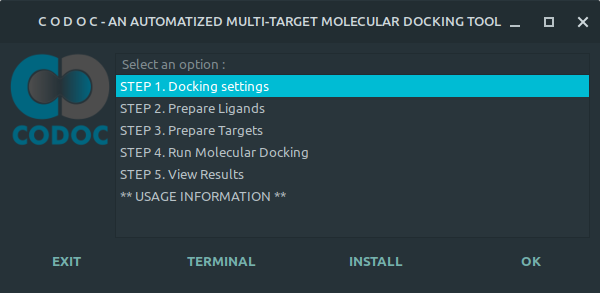 C O D O C - AN AUTOMATIZED MULTI-TARGET MOLECULAR DOCKING TOOL
Select an option :
CODOC
STEP 1. Docking settings
STEP 2. Prepare Ligands
STEP 3. Prepare Targets
STEP 4. Run Molecular Docking
STEP 5. View Results
** USAGE INFORMATION **
EXIT TERMINAL INSTALL OK